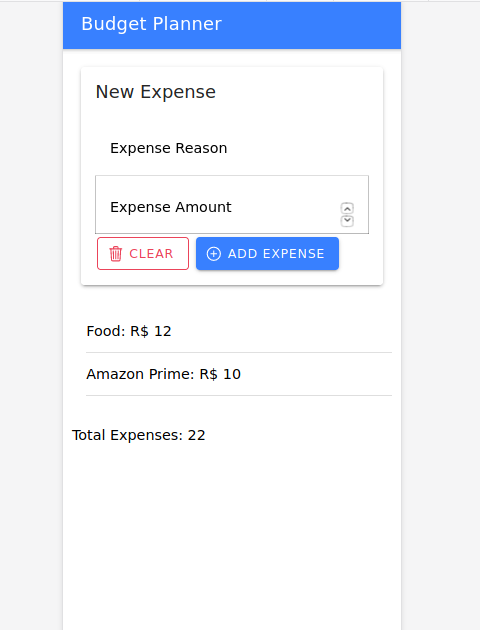 Budget Planner
New Expense
Expense Reason
Expense Amount
CLEAR ADD EXPENSE
Food: R$ 12
Amazon Prime: R$ 10
Total Expenses: 22